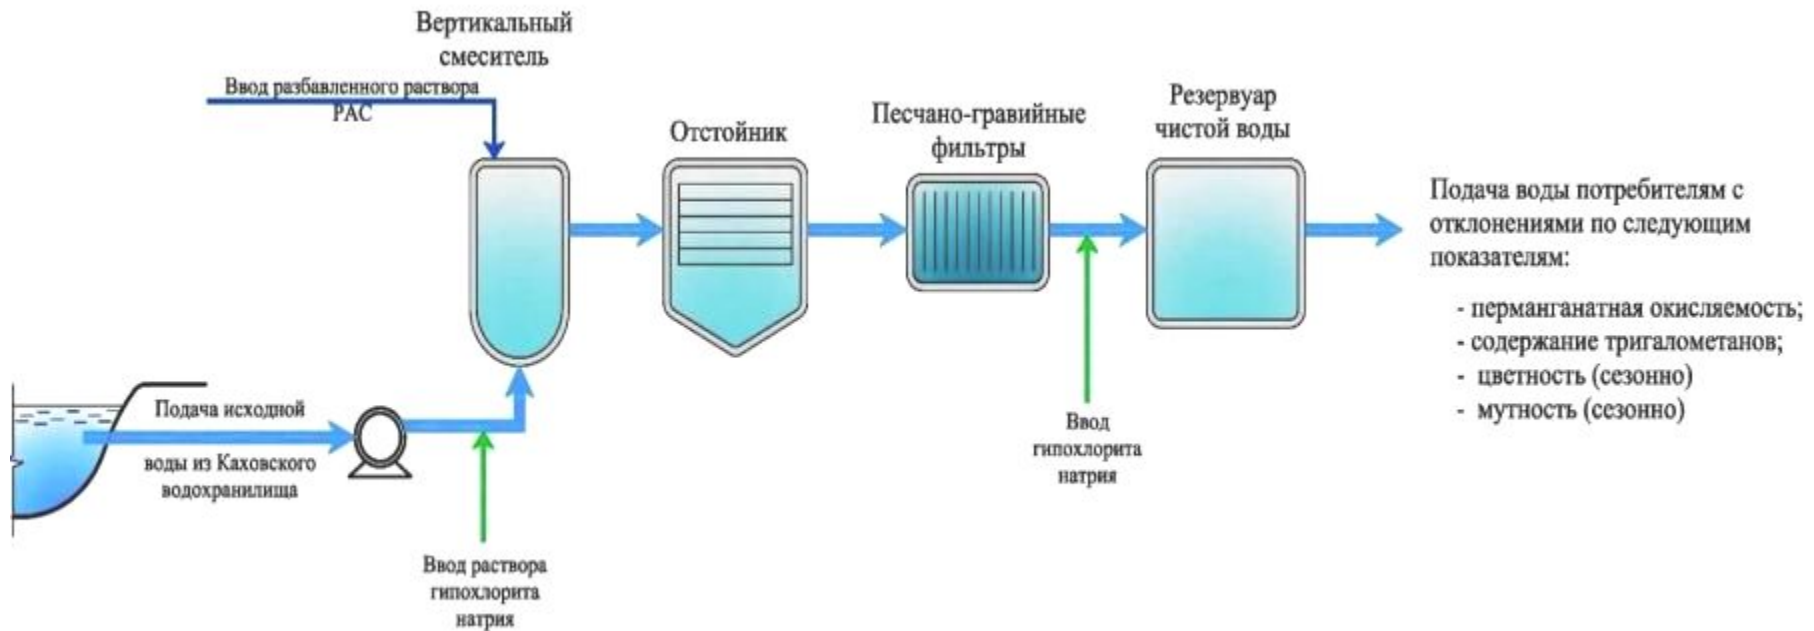 Вертикальный
смеситель
Ввод разбавленного раствора
РАС
Отстойник
Песчано-гравийные
фильтры
Резервуар
чистой воды
Подача воды потребителям с
отклонениями по следующим
показателям:
- перманганатная окисляемость;
- содержание тригалометанов;
- цветность (сезонно)
- мутность (сезонно)
Подача исходной
воды из Каховского
водохранилища
Ввод раствора
гипохлорита
натрия
Ввод
гипохлорита
натрия